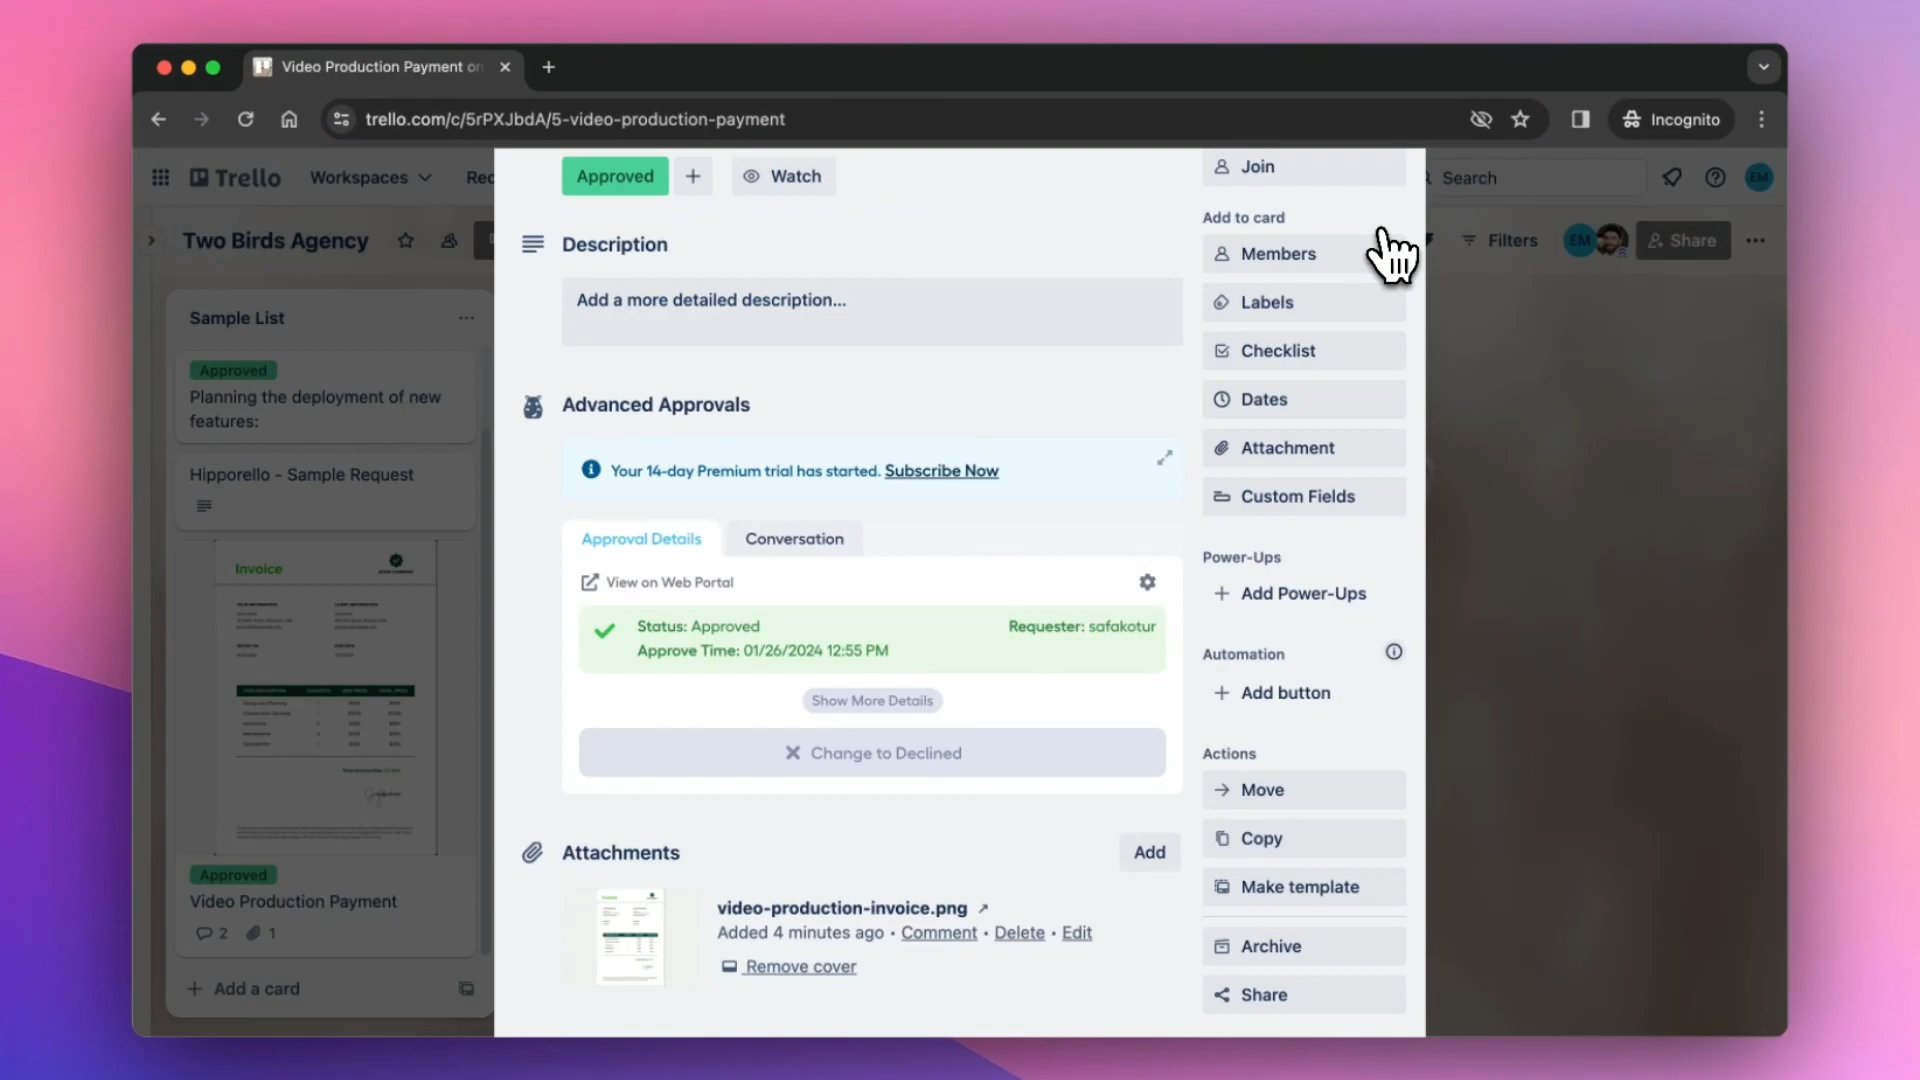 Video Production Payment on
trello.com/c/5rPXJbdA/5-video-production-payment
Incognito
Trello
Workspaces
Rec
Search
EM
Two Birds Agency
Filters
EM
Share
Sample List
Approved
Planning the deployment of new
features:
Hipporello - Sample Request
Invoice
Approved
Video Production Payment
2
1
Add a card
Approved
Watch
Description
Add a more detailed description...
Advanced Approvals
Your 14-day Premium trial has started. Subscribe Now
Approval Details
Conversation
View on Web Portal
Status: Approved
Requester: safakotur
Approve Time: 01/26/2024 12:55 PM
Show More Details
Change to Declined
Attachments
Add
video-production-invoice.png
Added 4 minutes ago • Comment • Delete • Edit
Remove cover
Join
Add to card
Members
Labels
Checklist
Dates
Attachment
Custom Fields
Power-Ups
Add Power-Ups
Automation
Add button
Actions
Move
Copy
Make template
Archive
Share